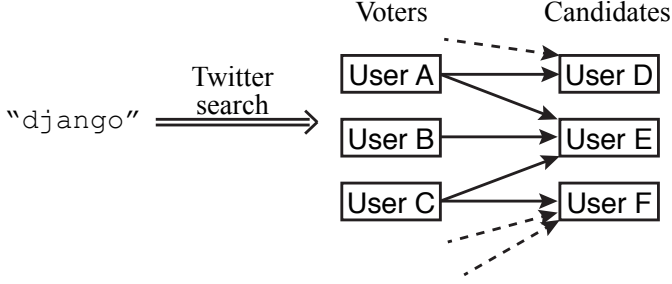 Voters Candidates
Twitter
search
“django”
User A User D
User B User E
User C User F